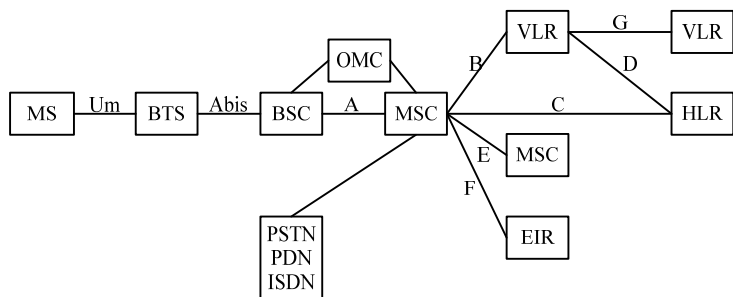 VLR
G
VLR
OMC
B
D
MS
Um
BTS
Abis
BSC
A
MSC
C
HLR
E
MSC
F
PSTN
PDN
ISDN
EIR